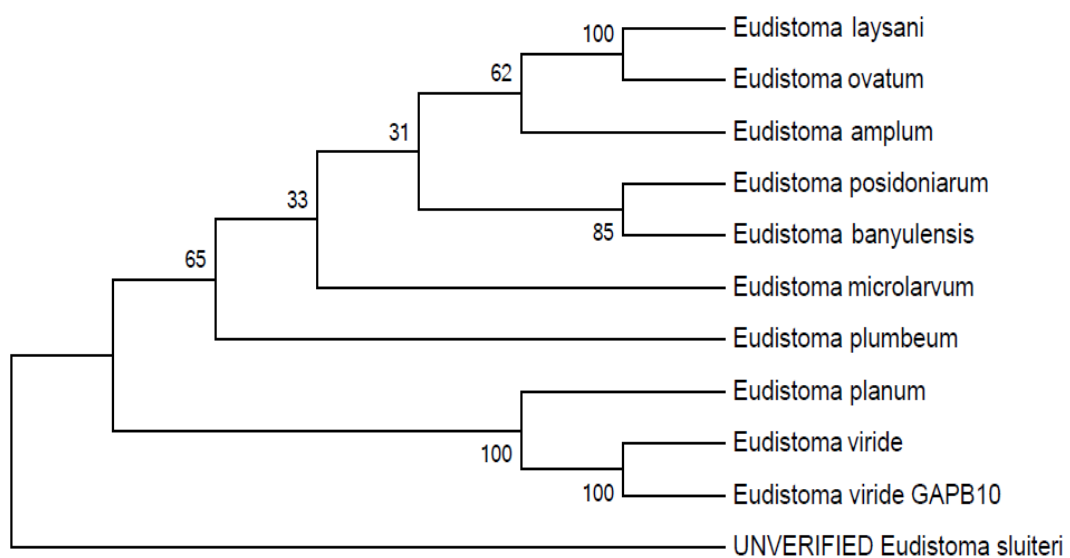 Eudistoma laysani
100
Eudistoma ovatum
62
Eudistoma amplum
31
Eudistoma posidoniarum
85
Eudistoma banyulensis
33
Eudistoma microlarvum
65
Eudistoma plumbeum
Eudistoma planum
100
Eudistoma viride
100
Eudistoma viride GAPB10
UNVERIFIED Eudistoma sluiteri